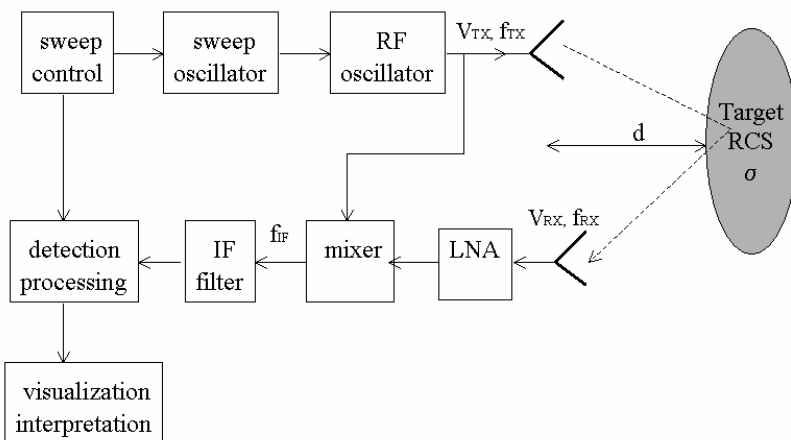 sweep
control
sweep
oscillator
RF
oscillator
VTX, fTX
Target
RCS
σ
d
VRX, fRX
LNA
mixer
fIF
IF
filter
detection
processing
visualization
interpretation